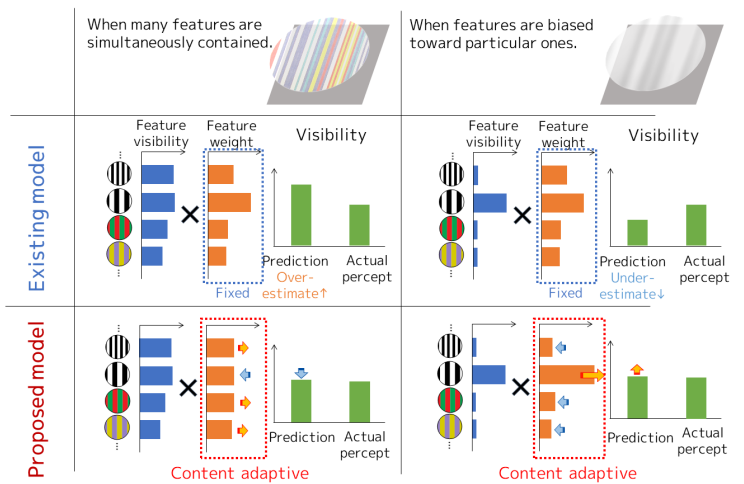 When many features are
simultaneously contained.
When features are biased
toward particular ones.
Existing model
Feature
visibility
Feature
weight
Visibility
Prediction
Over-
estimate↑
Actual
percept
Fixed
Feature
visibility
Feature
weight
Visibility
Prediction
Under-
estimate↓
Actual
percept
Fixed
Proposed model
Prediction
Actual
percept
Content adaptive
Prediction
Actual
percept
Content adaptive